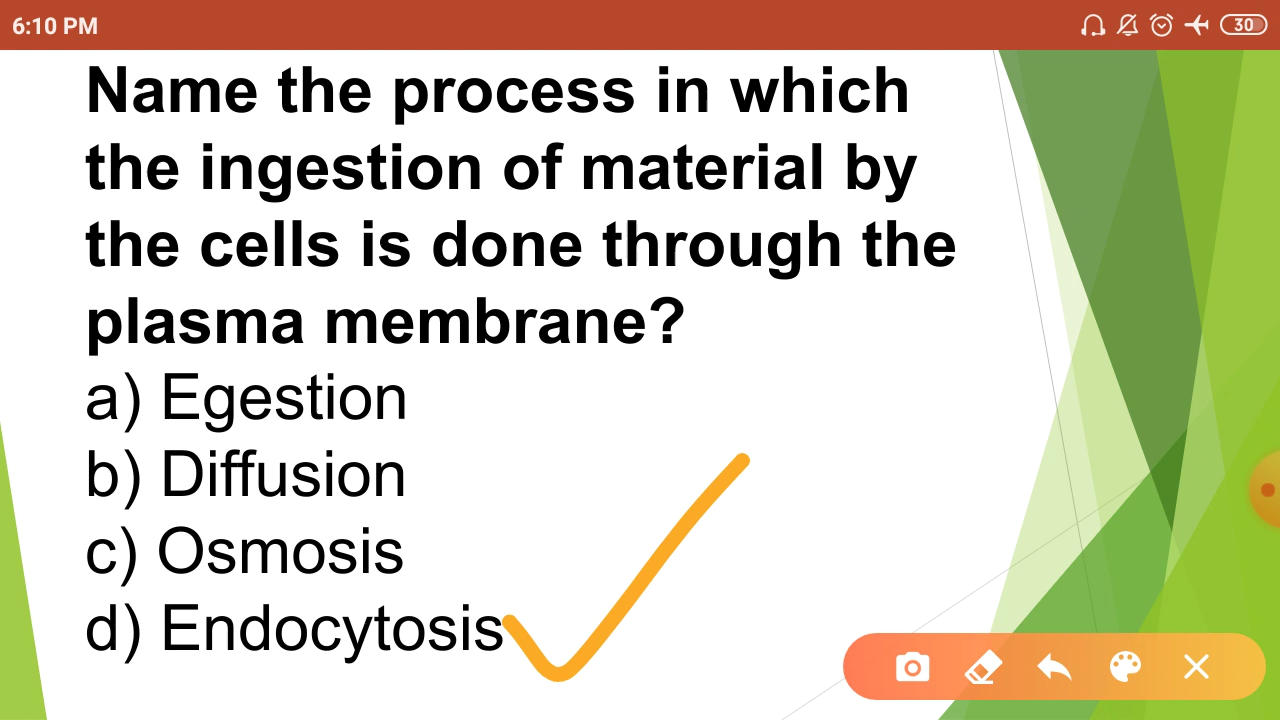 6:10 PM
30
Name the process in which
the ingestion of material by
the cells is done through the
plasma membrane?
a) Egestion
b) Diffusion
c) Osmosis
d) Endocytosis